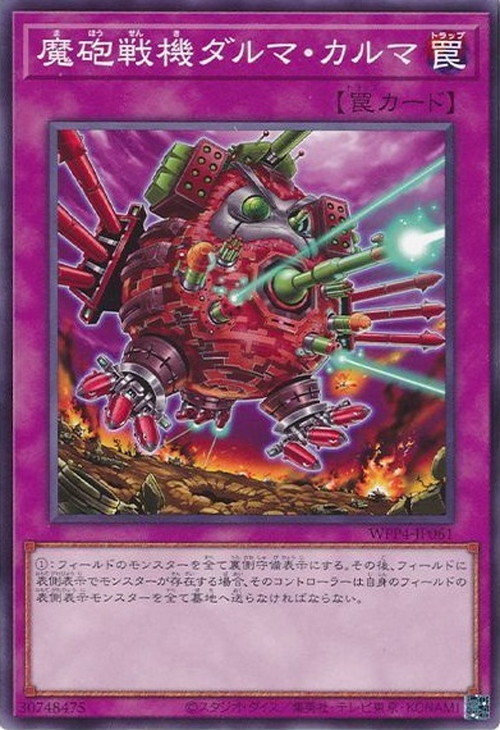 魔砲戦機ダルマ・カルマ 罠
【罠カード】
WPP4-JP061
①:フィールドのモンスターを全て裏側守備表示にする。その後、フィールドに
表側表示でモンスターが存在する場合、そのコントローラーは自身のフィールドの
表側表示モンスターを全て墓地へ送らなければならない。
30748475 ©スタジオ・ダイス/集英社・テレビ東京・KONAMI